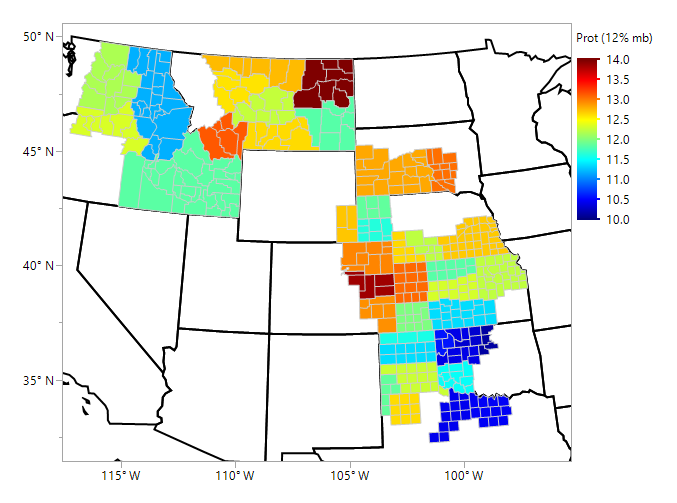 50° N
45° N
40° N
35° N
115° W
110° W
105° W
100° W
Prot (12% mb)
14.0
13.5
13.0
12.5
12.0
11.5
11.0
10.5
10.0